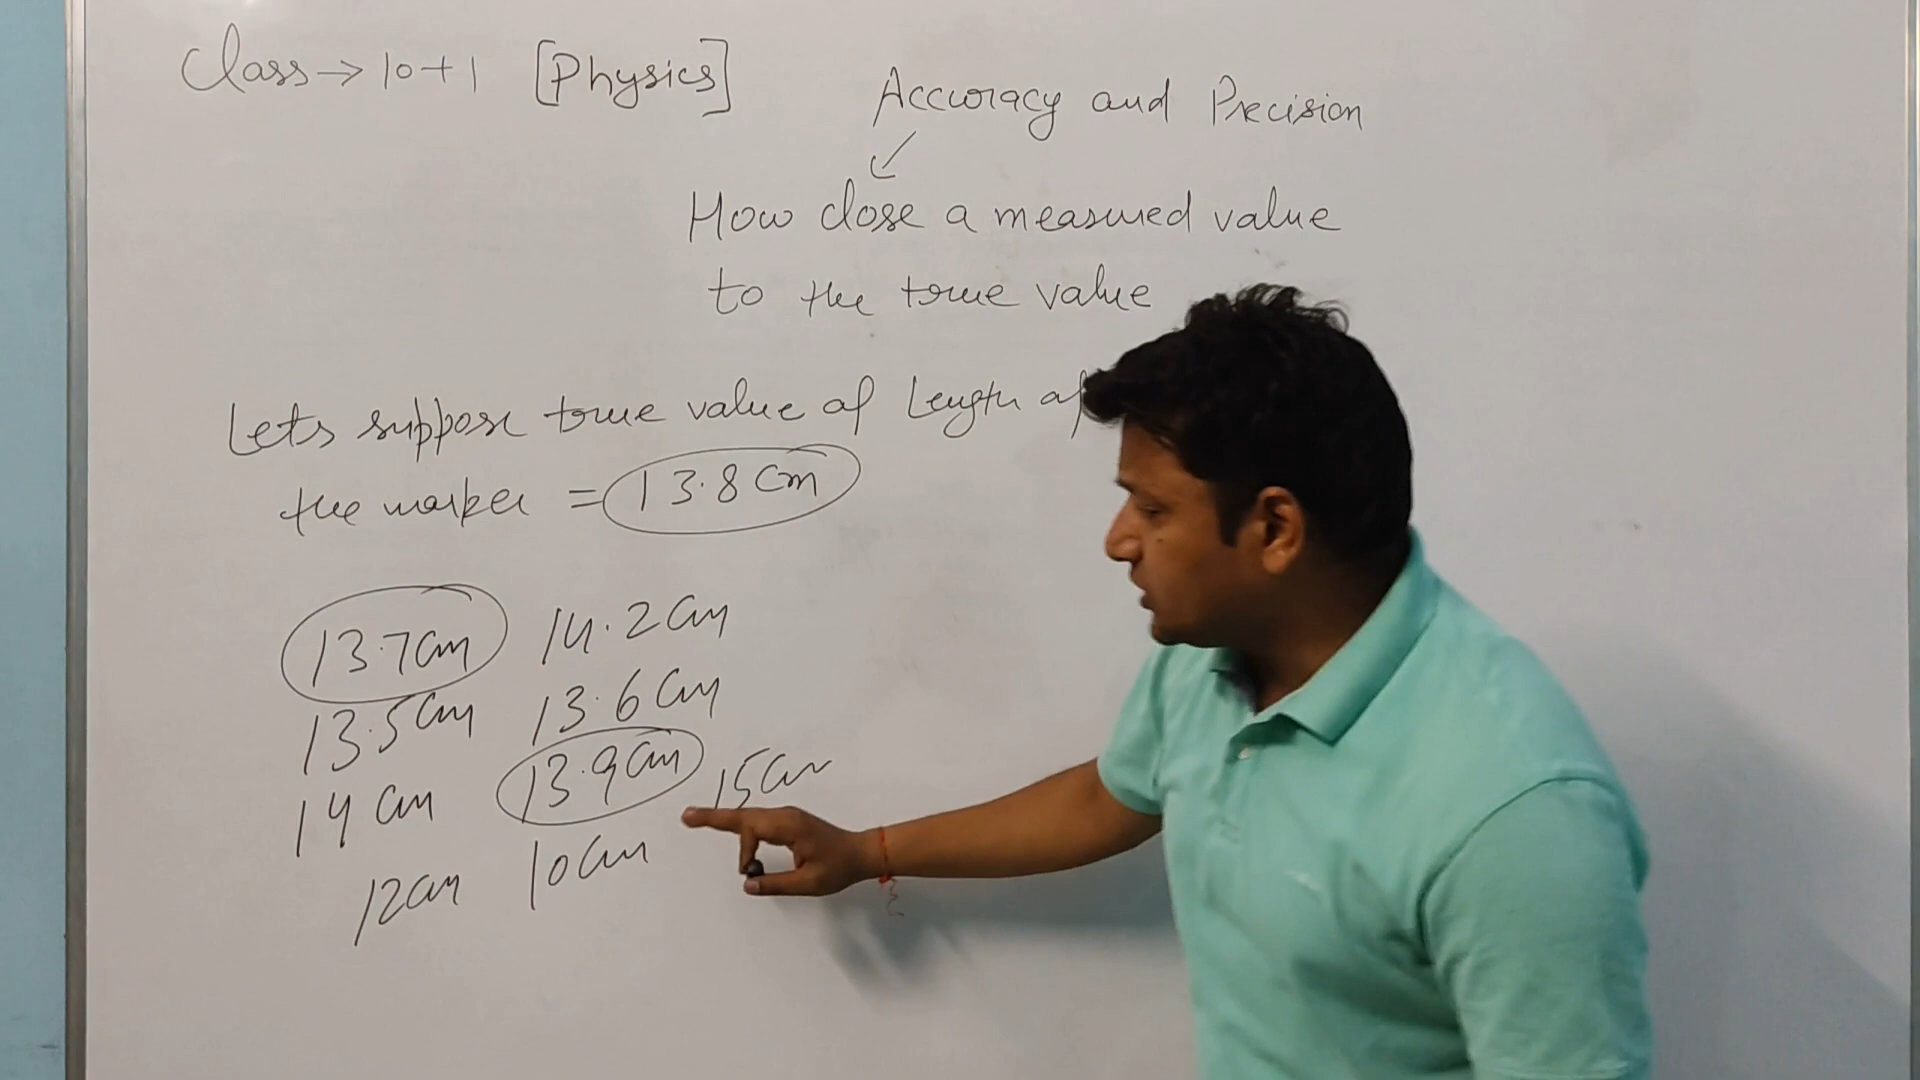 Class → 10+1 [Physics]
Accuracy and Precision
How close a measured value
to the true value
Lets suppose true value of Length of
the marker = 13.8 cm
13.7cm 14.2cm
13.5cm 13.6cm
14 cm 13.9cm 15cm
12cm 10cm